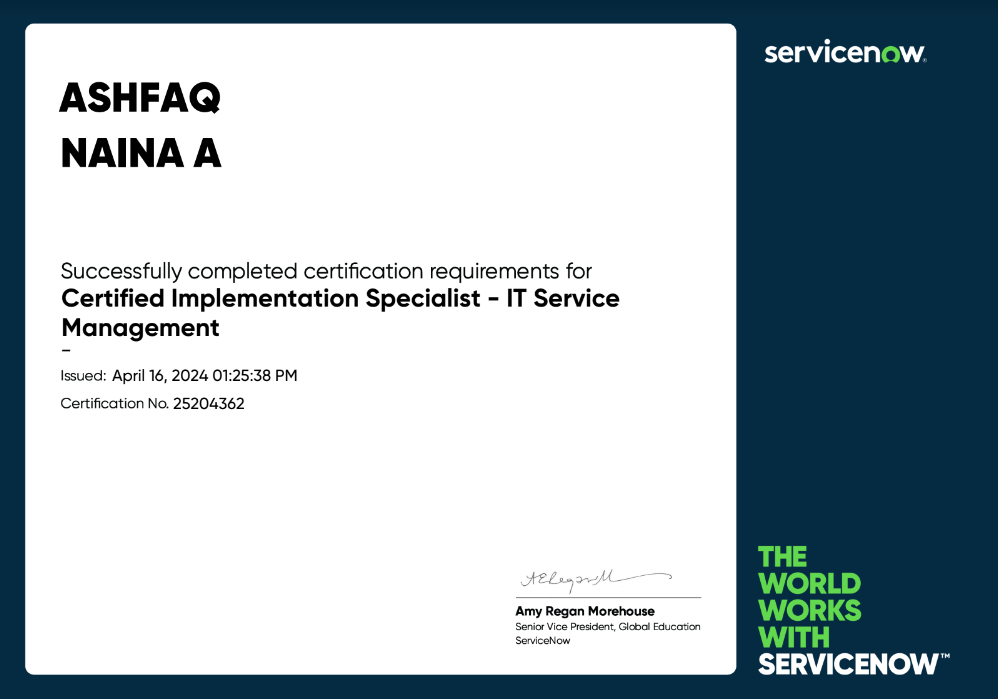 servicenow®
ASHFAQ
NAINA A
Successfully completed certification requirements for
Certified Implementation Specialist - IT Service
Management
–
Issued: April 16, 2024 01:25:38 PM
Certification No. 25204362
Amy Regan Morehouse
Senior Vice President, Global Education
ServiceNow
THE
WORLD
WORKS
WITH
SERVICENOW™